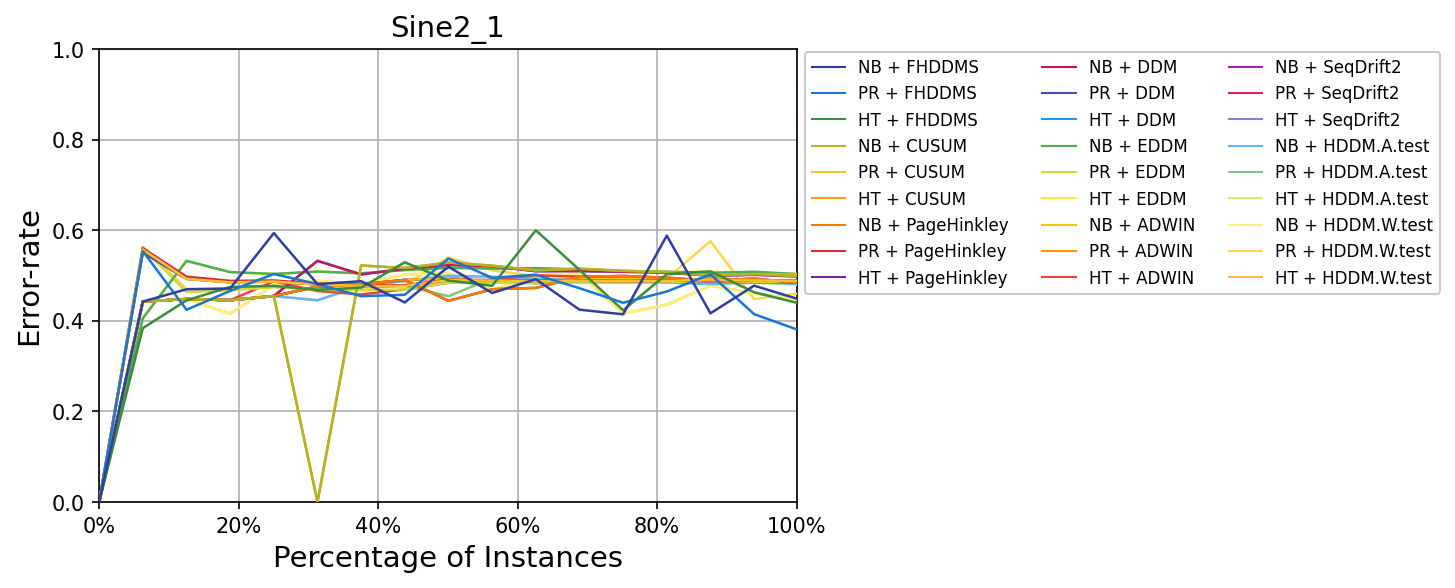 Sine2_1
Error-rate
1.0
0.8
0.6
0.4
0.2
0.0
0%
20%
40%
60%
80%
100%
Percentage of Instances
NB + FHDDMS
PR + FHDDMS
HT + FHDDMS
NB + CUSUM
PR + CUSUM
HT + CUSUM
NB + PageHinkley
PR + PageHinkley
HT + PageHinkley
NB + DDM
PR + DDM
HT + DDM
NB + EDDM
PR + EDDM
HT + EDDM
NB + ADWIN
PR + ADWIN
HT + ADWIN
NB + SeqDrift2
PR + SeqDrift2
HT + SeqDrift2
NB + HDDM.A.test
PR + HDDM.A.test
HT + HDDM.A.test
NB + HDDM.W.test
PR + HDDM.W.test
HT + HDDM.W.test